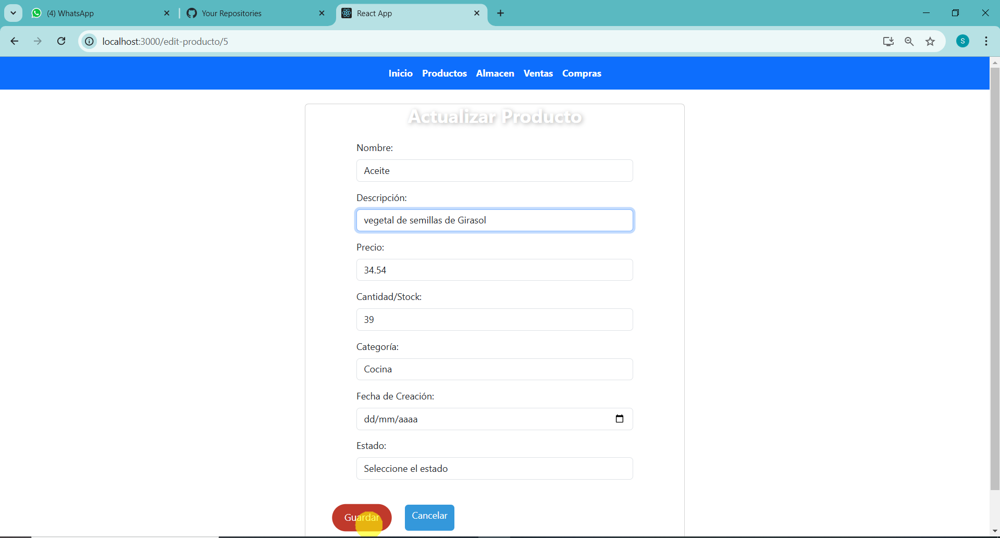 (4) WhatsApp
Your Repositories
React App
localhost:3000/edit-producto/5
S
Inicio Productos Almacen Ventas Compras
Actualizar Producto
Nombre:
Aceite
Descripción:
vegetal de semillas de Girasol
Precio:
34.54
Cantidad/Stock:
39
Categoría:
Cocina
Fecha de Creación:
dd/mm/aaaa
Estado:
Seleccione el estado
Guardar Cancelar